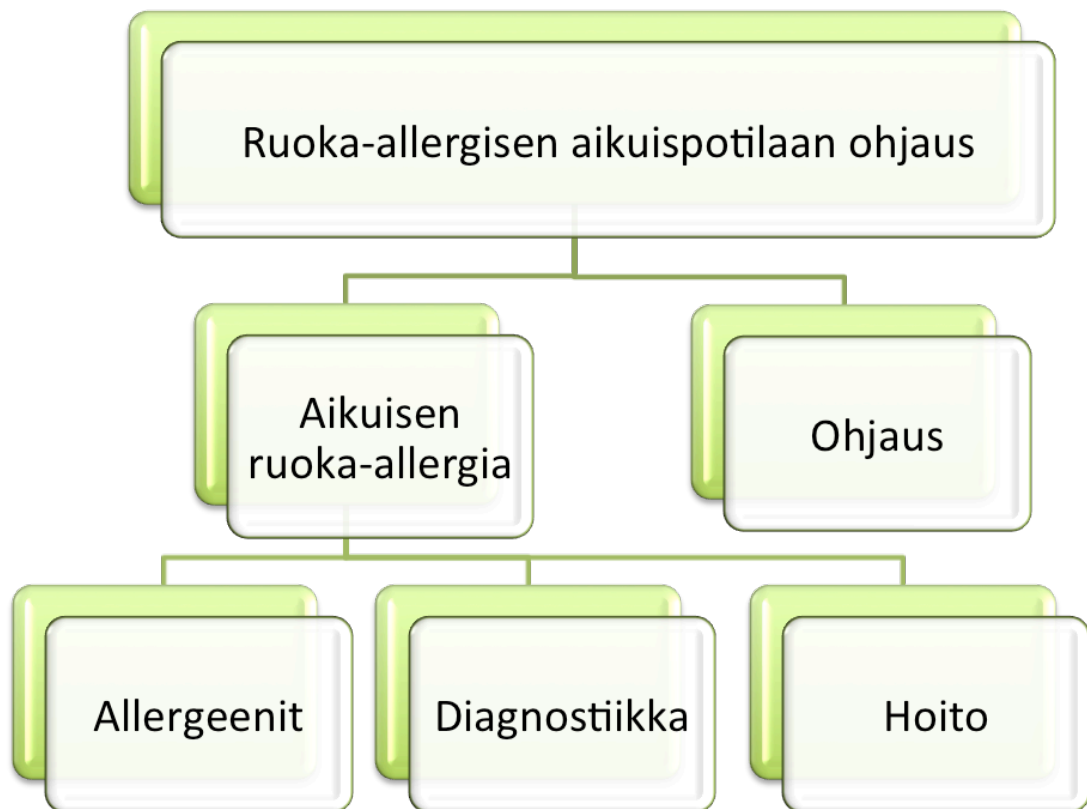 Ruoka-allergisen aikuispotilaan ohjaus
Aikuisen
ruoka-allergia
Ohjaus
Allergeenit
Diagnostiikka
Hoito